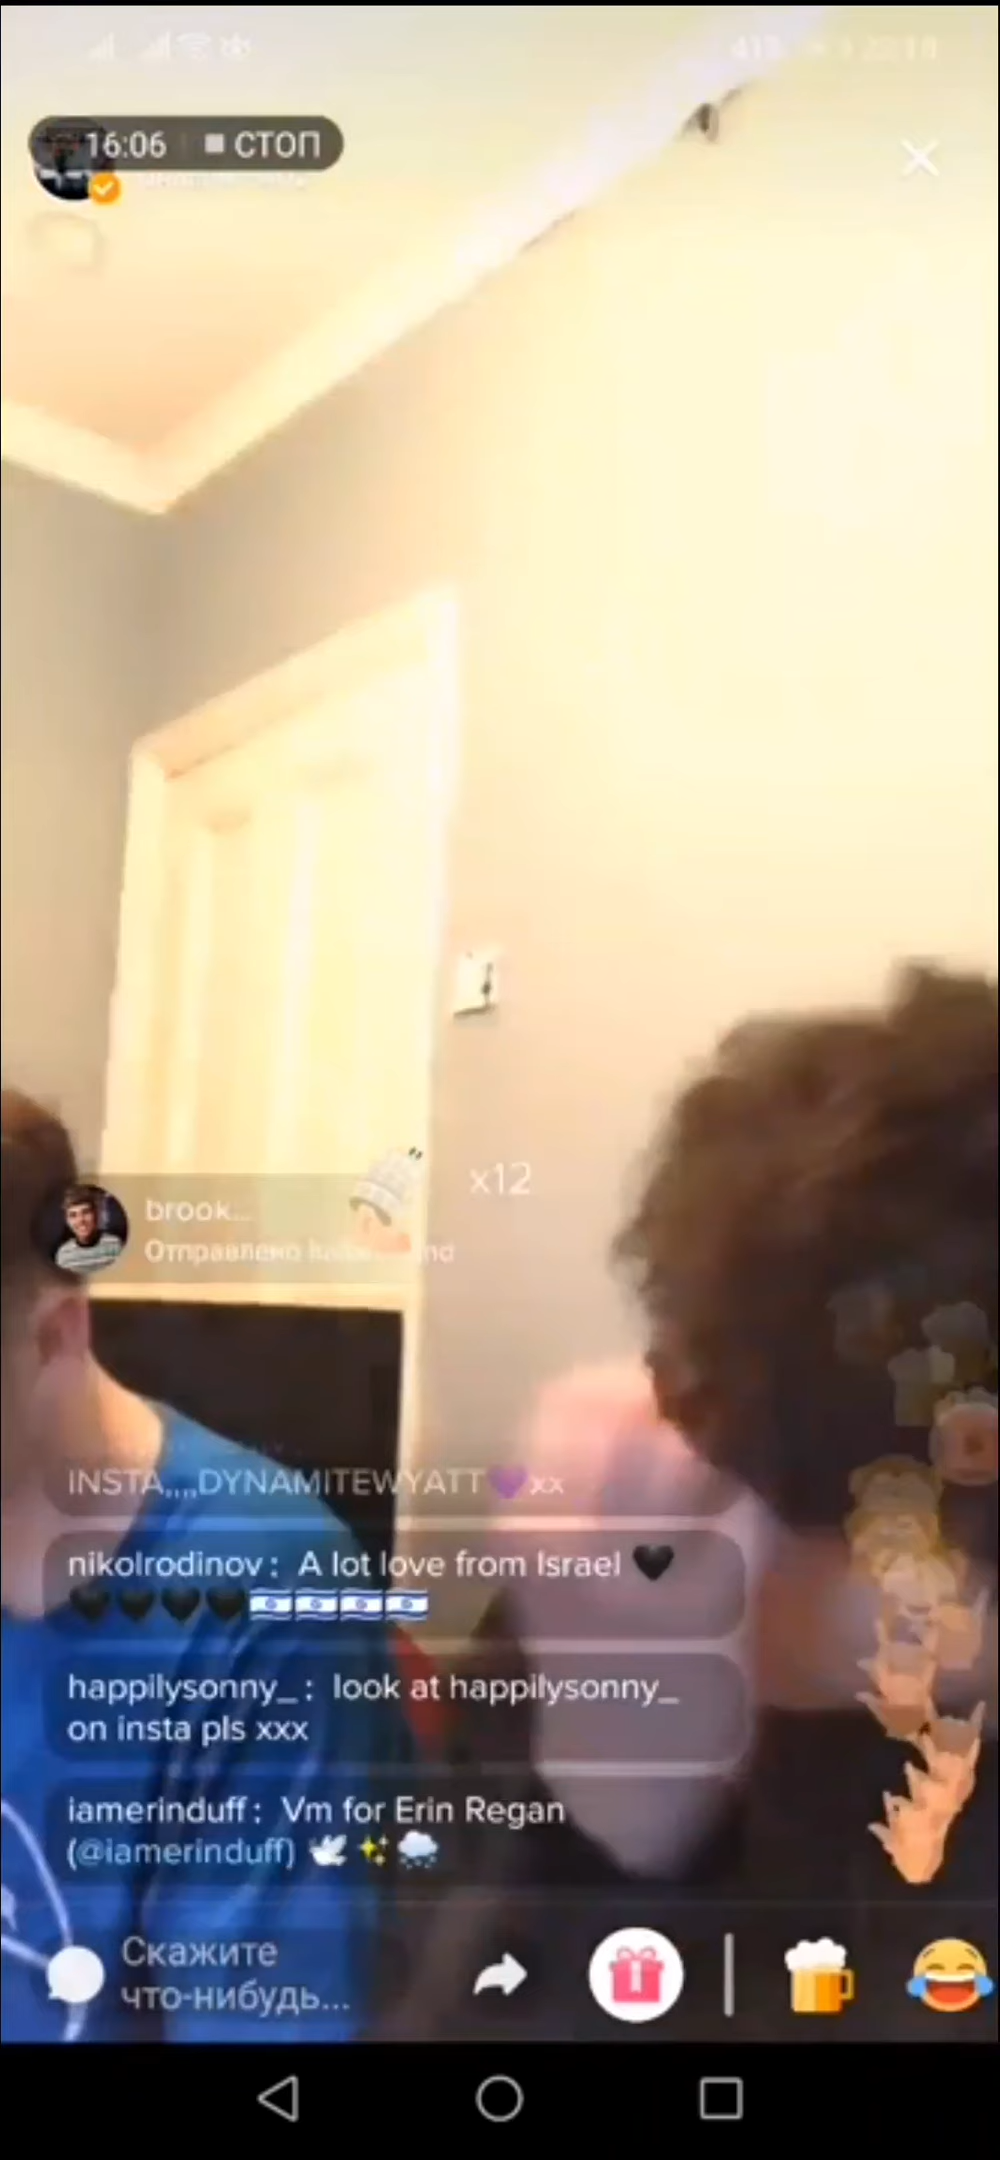 16:06 СТОП
x12
brook...
Отправлено
INSTA,,,,DYNAMITEWYATT💜xx
nikolrodinov: A lot love from Israel 🖤
🖤🖤🖤🖤🇮🇱🇮🇱🇮🇱🇮🇱
happilysonny_: look at happilysonny_
on insta pls xxx
iamerinduff: Vm for Erin Regan
(@iamerinduff) 🕊✨🌨
Скажите
что-нибудь...